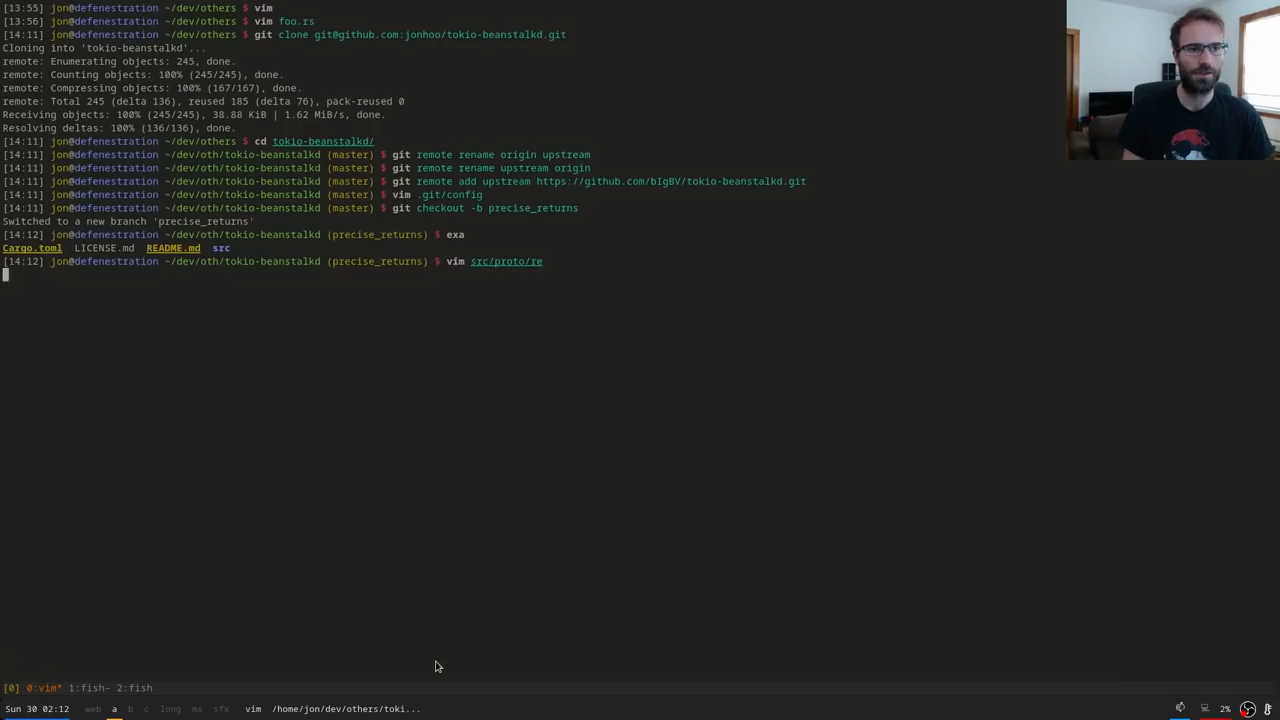 [13:55] jon@defenestration ~/dev/others $ vim
[13:56] jon@defenestration ~/dev/others $ vim foo.rs
[14:11] jon@defenestration ~/dev/others $ git clone git@github.com:jonhoo/tokio-beanstalkd.git
Cloning into 'tokio-beanstalkd'...
remote: Enumerating objects: 245, done.
remote: Counting objects: 100% (245/245), done.
remote: Compressing objects: 100% (167/167), done.
remote: Total 245 (delta 136), reused 185 (delta 76), pack-reused 0
Receiving objects: 100% (245/245), 38.88 KiB | 1.62 MiB/s, done.
Resolving deltas: 100% (136/136), done.
[14:11] jon@defenestration ~/dev/others $ cd tokio-beanstalkd/
[14:11] jon@defenestration ~/dev/oth/tokio-beanstalkd (master) $ git remote rename origin upstream
[14:11] jon@defenestration ~/dev/oth/tokio-beanstalkd (master) $ git remote rename upstream origin
[14:11] jon@defenestration ~/dev/oth/tokio-beanstalkd (master) $ git remote add upstream https://github.com/bIgBV/tokio-beanstalkd.git
[14:11] jon@defenestration ~/dev/oth/tokio-beanstalkd (master) $ vim .git/config
[14:11] jon@defenestration ~/dev/oth/tokio-beanstalkd (master) $ git checkout -b precise_returns
Switched to a new branch 'precise_returns'
[14:12] jon@defenestration ~/dev/oth/tokio-beanstalkd (precise_returns) $ exa
Cargo.toml LICENSE.md README.md src
[14:12] jon@defenestration ~/dev/oth/tokio-beanstalkd (precise_returns) $ vim src/proto/re
[0] 0:vim* 1:fish- 2:fish
Sun 30 02:12 web a b c long mx sfx vim /home/jon/dev/others/toki... 2%